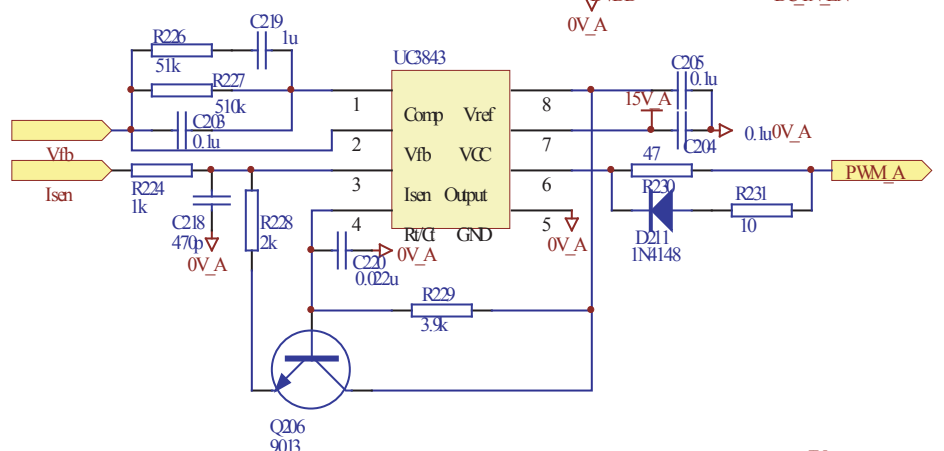 0V_A
C219
1u
R226
51k
UC3843
R227
510k
C203
0.1u
Vfb
Isen
R224
1k
C218
470p
0V_A
R228
2k
1
2
3
4
Comp
Vfb
Isen
Rt/Ct
Vref
VCC
Output
GND
8
7
6
5
C205
0.1u
15V_A
0.1u
0V_A
C204
47
R230
D211
1N4148
R231
10
PWM_A
0V_A
C220
0.022u
0V_A
R229
3.9k
Q206
9013